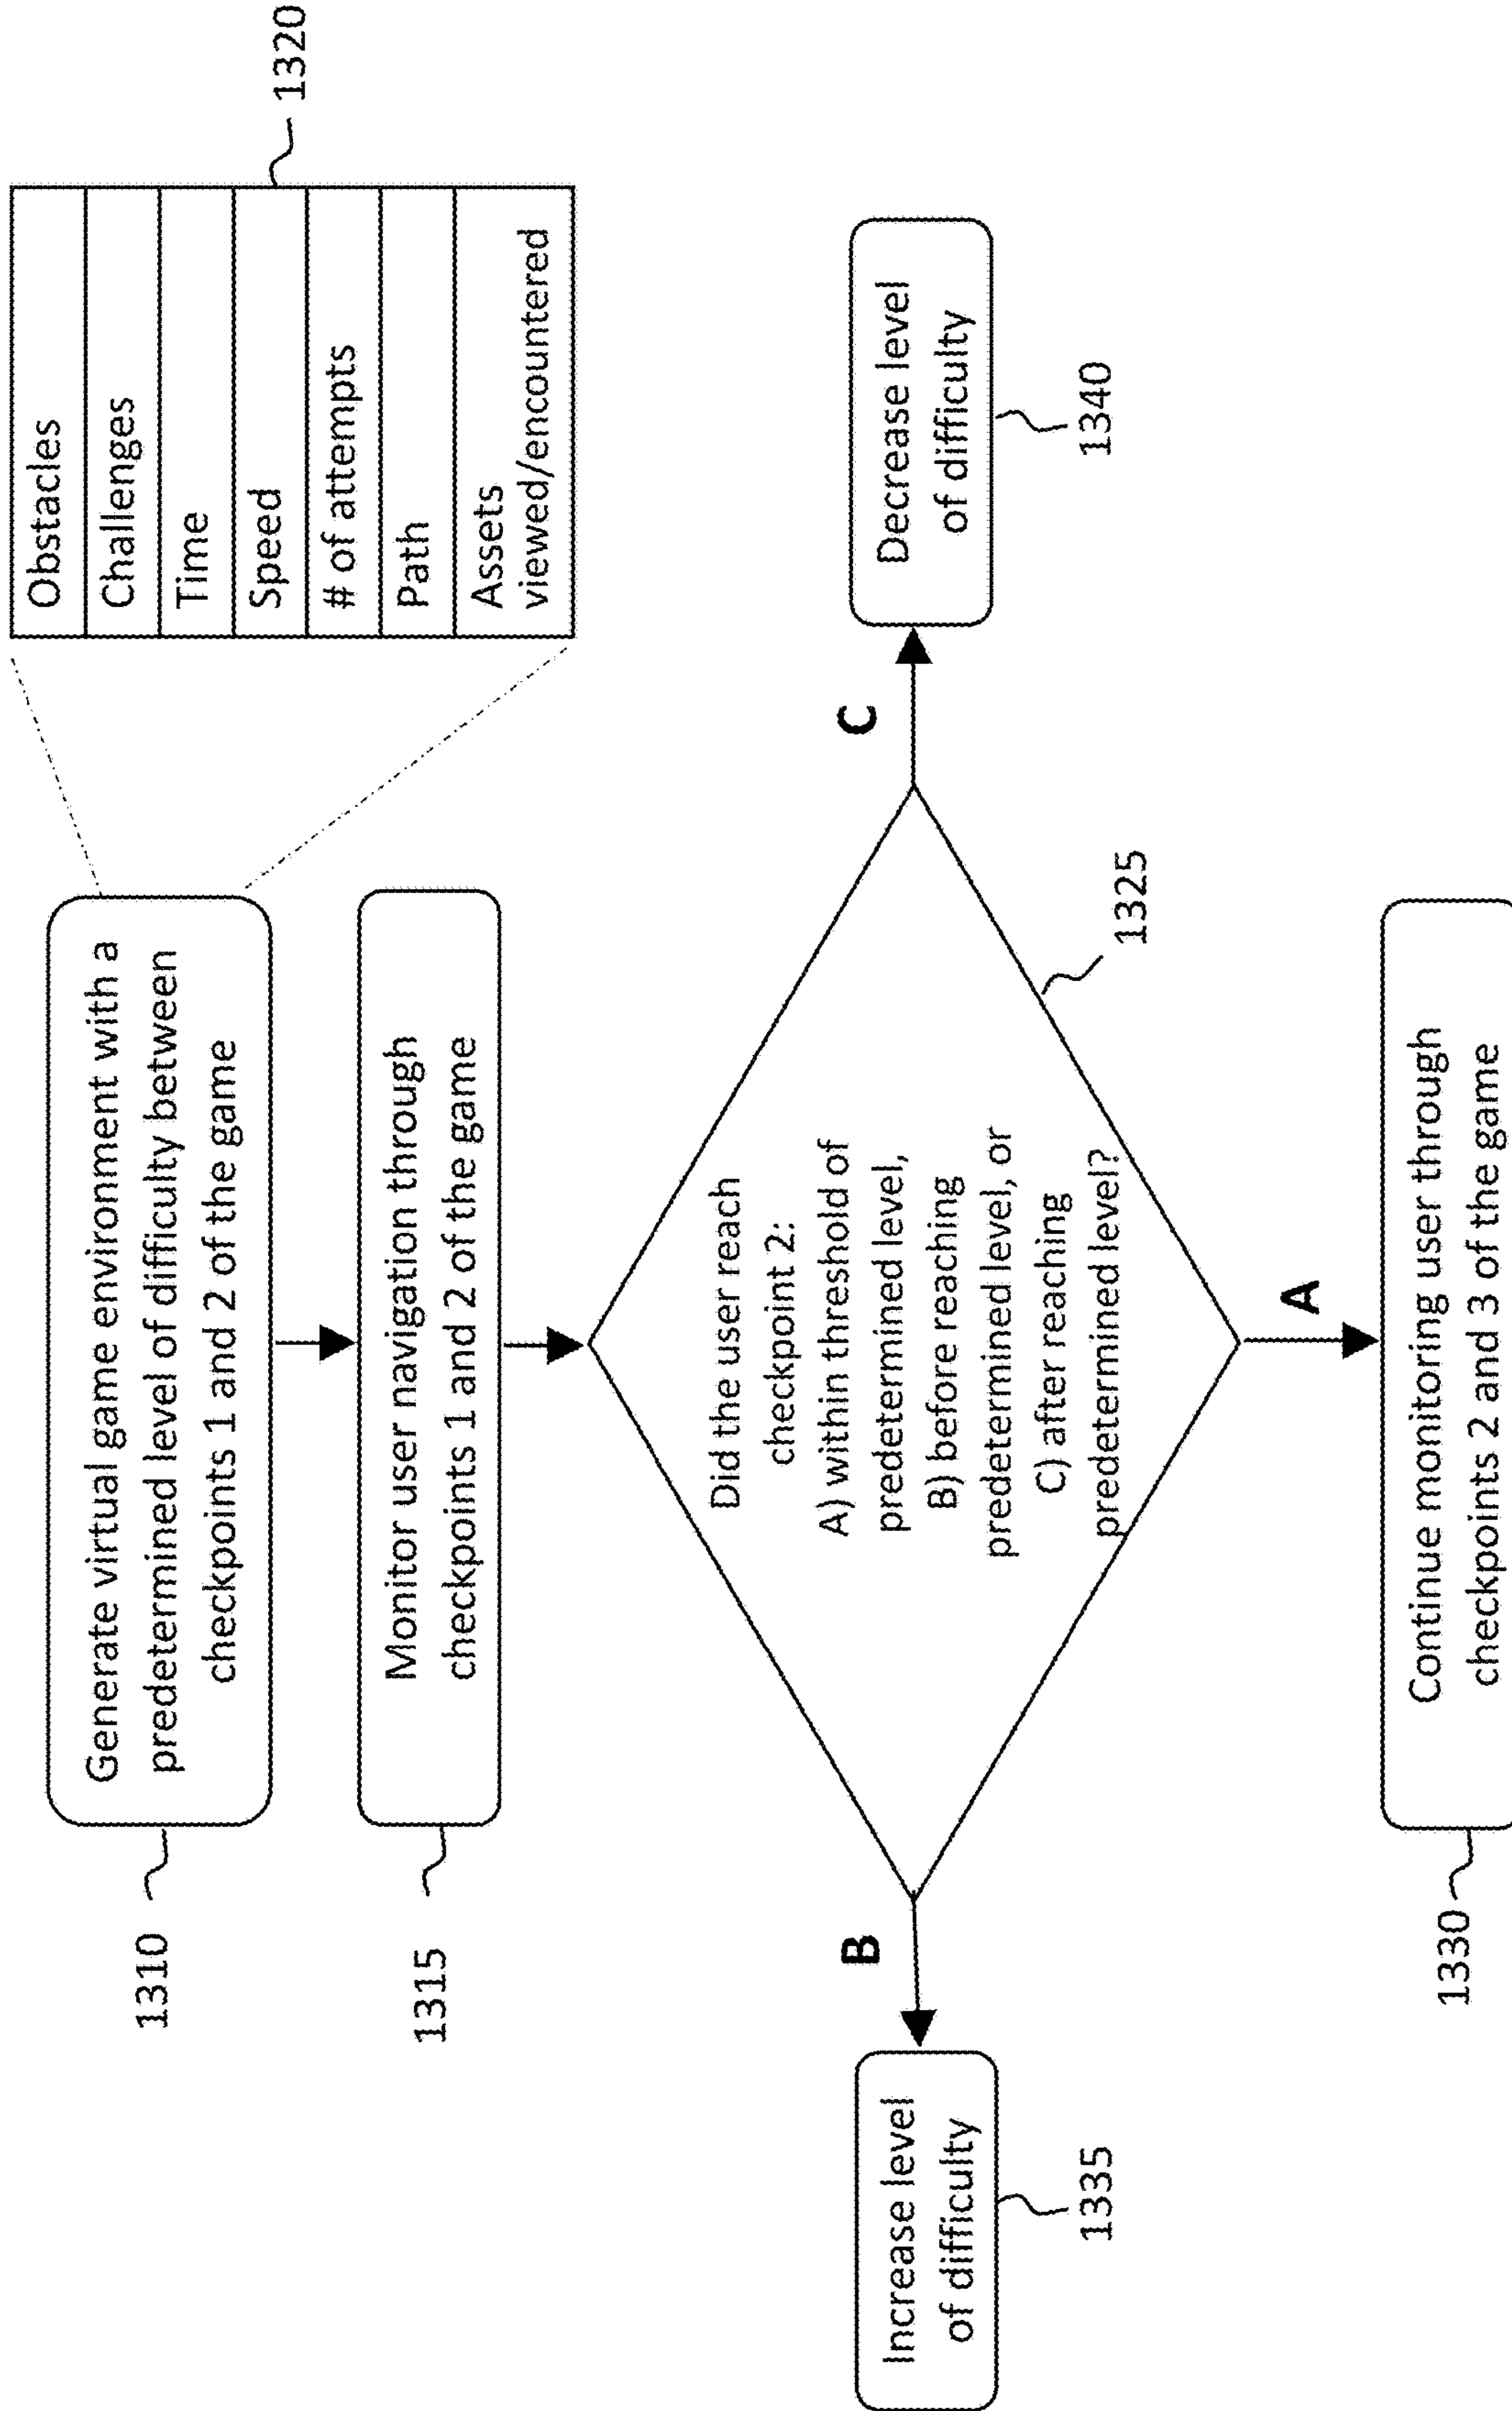 Generate virtual game environment with a
predetermined level of difficulty between
checkpoints 1 and 2 of the game
1310
Obstacles
Challenges
Time
Speed
# of attempts
Path
Assets
viewed/encountered
1320
Monitor user navigation through
checkpoints 1 and 2 of the game
1315
Did the user reach
checkpoint 2:
A) within threshold of
predetermined level,
B) before reaching
predetermined level, or
C) after reaching
predetermined level?
1325
B
Increase level
of difficulty
1335
C
Decrease level
of difficulty
1340
A
Continue monitoring user through
checkpoints 2 and 3 of the game
1330